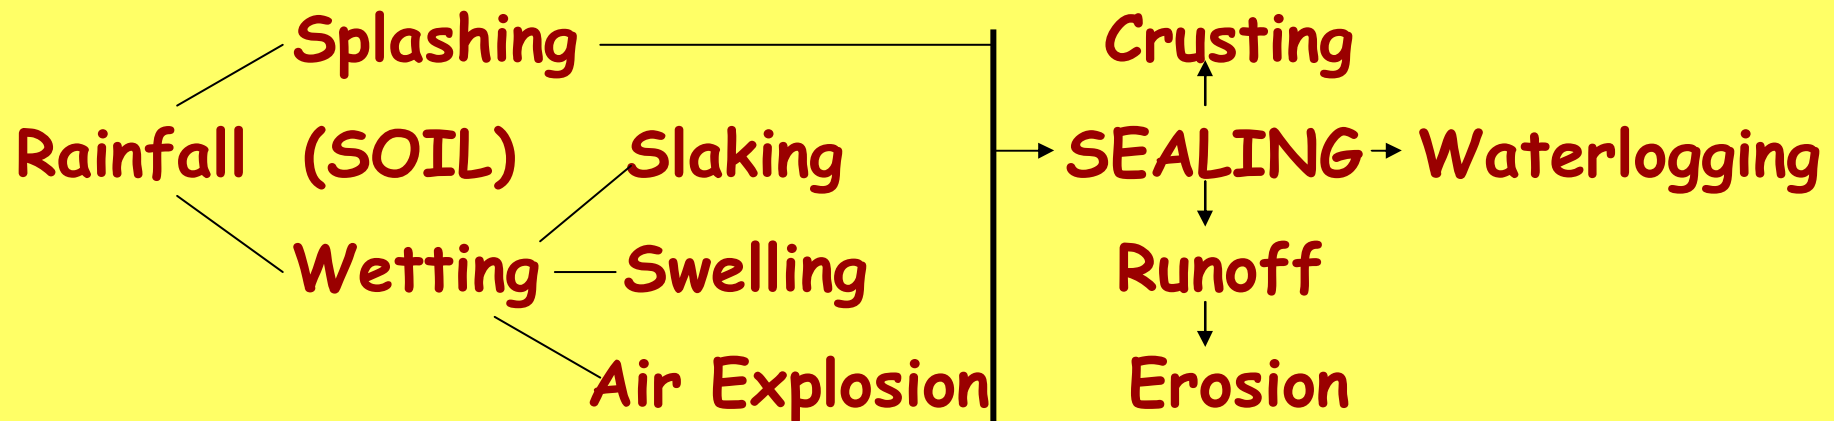 Splashing Crusting
Rainfall (SOIL) Slaking SEALING Waterlogging
Wetting Swelling Runoff
Air Explosion Erosion